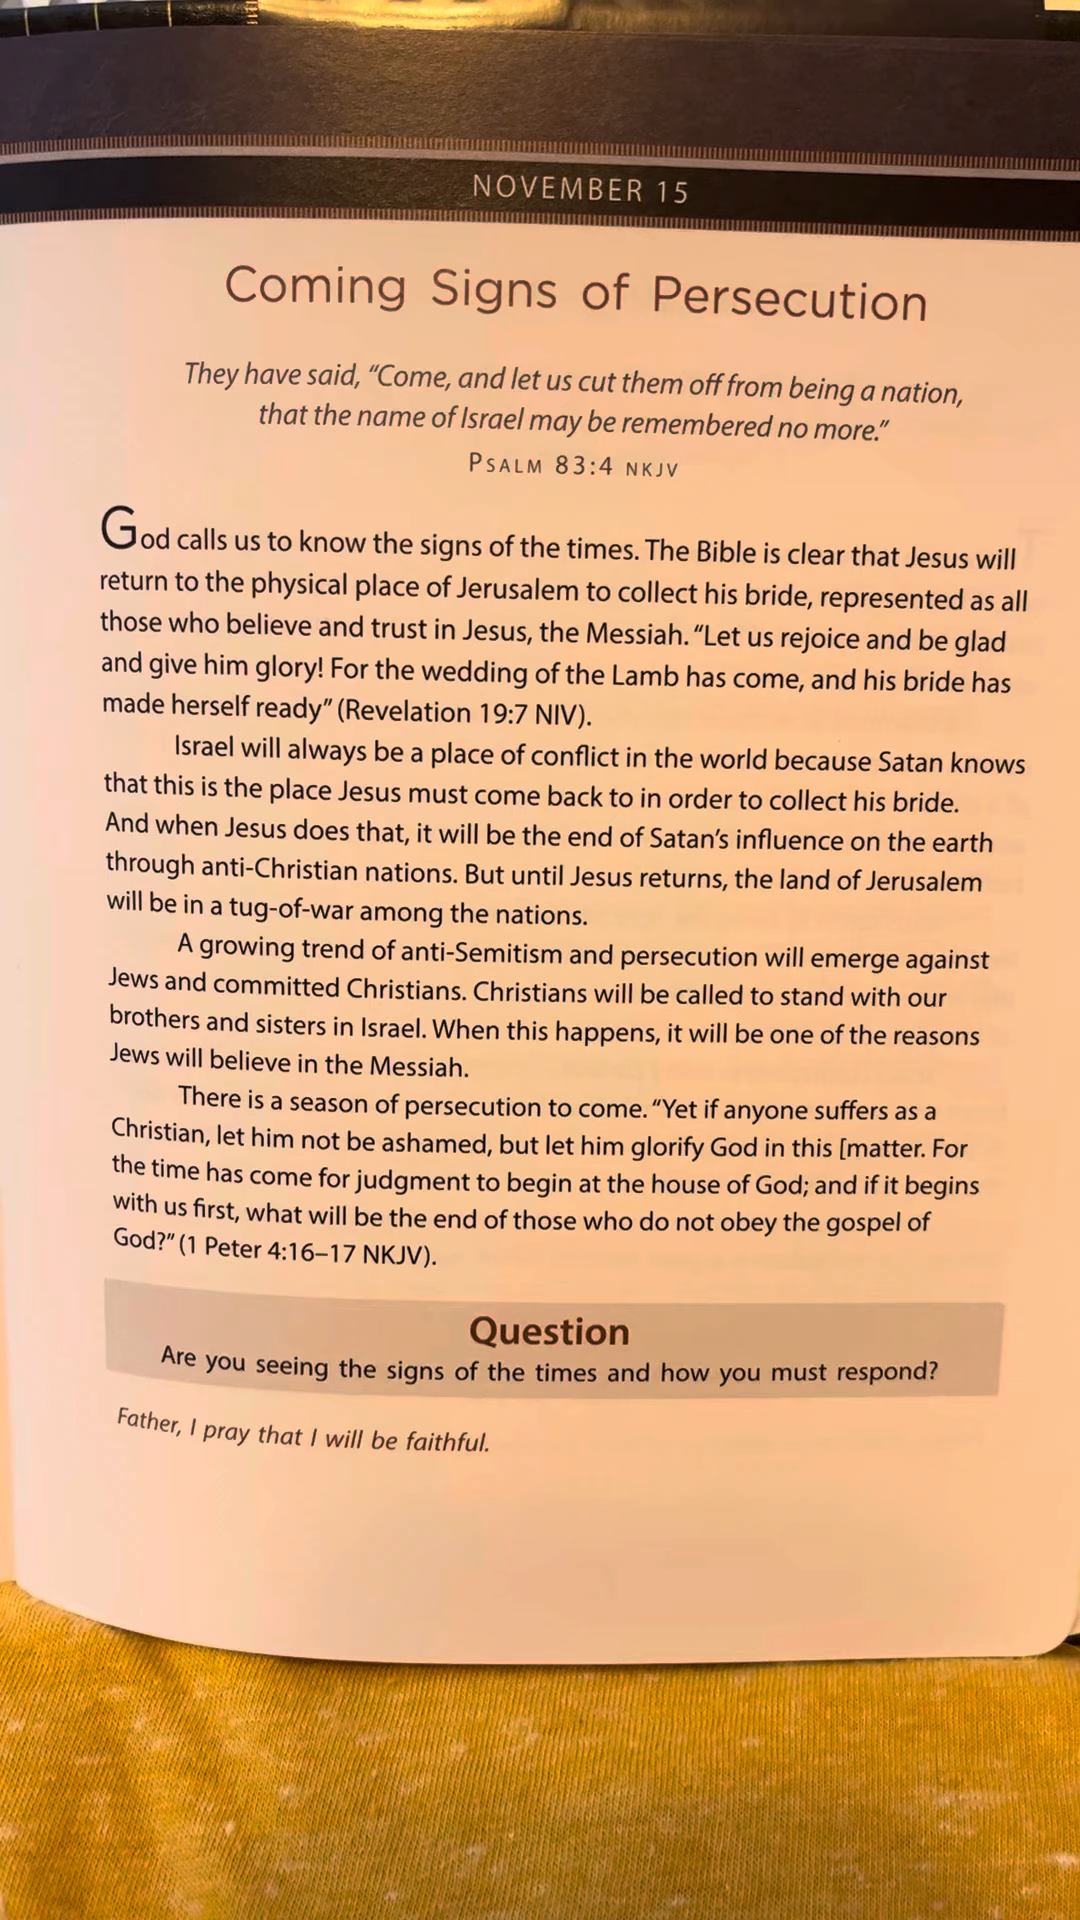 NOVEMBER 15
Coming Signs of Persecution
They have said, “Come, and let us cut them off from being a nation,
that the name of Israel may be remembered no more.”
PSALM 83:4 NKJV
God calls us to know the signs of the times. The Bible is clear that Jesus will
return to the physical place of Jerusalem to collect his bride, represented as all
those who believe and trust in Jesus, the Messiah. “Let us rejoice and be glad
and give him glory! For the wedding of the Lamb has come, and his bride has
made herself ready” (Revelation 19:7 NIV).
Israel will always be a place of conflict in the world because Satan knows
that this is the place Jesus must come back to in order to collect his bride.
And when Jesus does that, it will be the end of Satan’s influence on the earth
through anti-Christian nations. But until Jesus returns, the land of Jerusalem
will be in a tug-of-war among the nations.
A growing trend of anti-Semitism and persecution will emerge against
Jews and committed Christians. Christians will be called to stand with our
brothers and sisters in Israel. When this happens, it will be one of the reasons
Jews will believe in the Messiah.
There is a season of persecution to come. “Yet if anyone suffers as a
Christian, let him not be ashamed, but let him glorify God in this [matter. For
the time has come for judgment to begin at the house of God; and if it begins
with us first, what will be the end of those who do not obey the gospel of
God?” (1 Peter 4:16–17 NKJV).
Question
Are you seeing the signs of the times and how you must respond?
Father, I pray that I will be faithful.